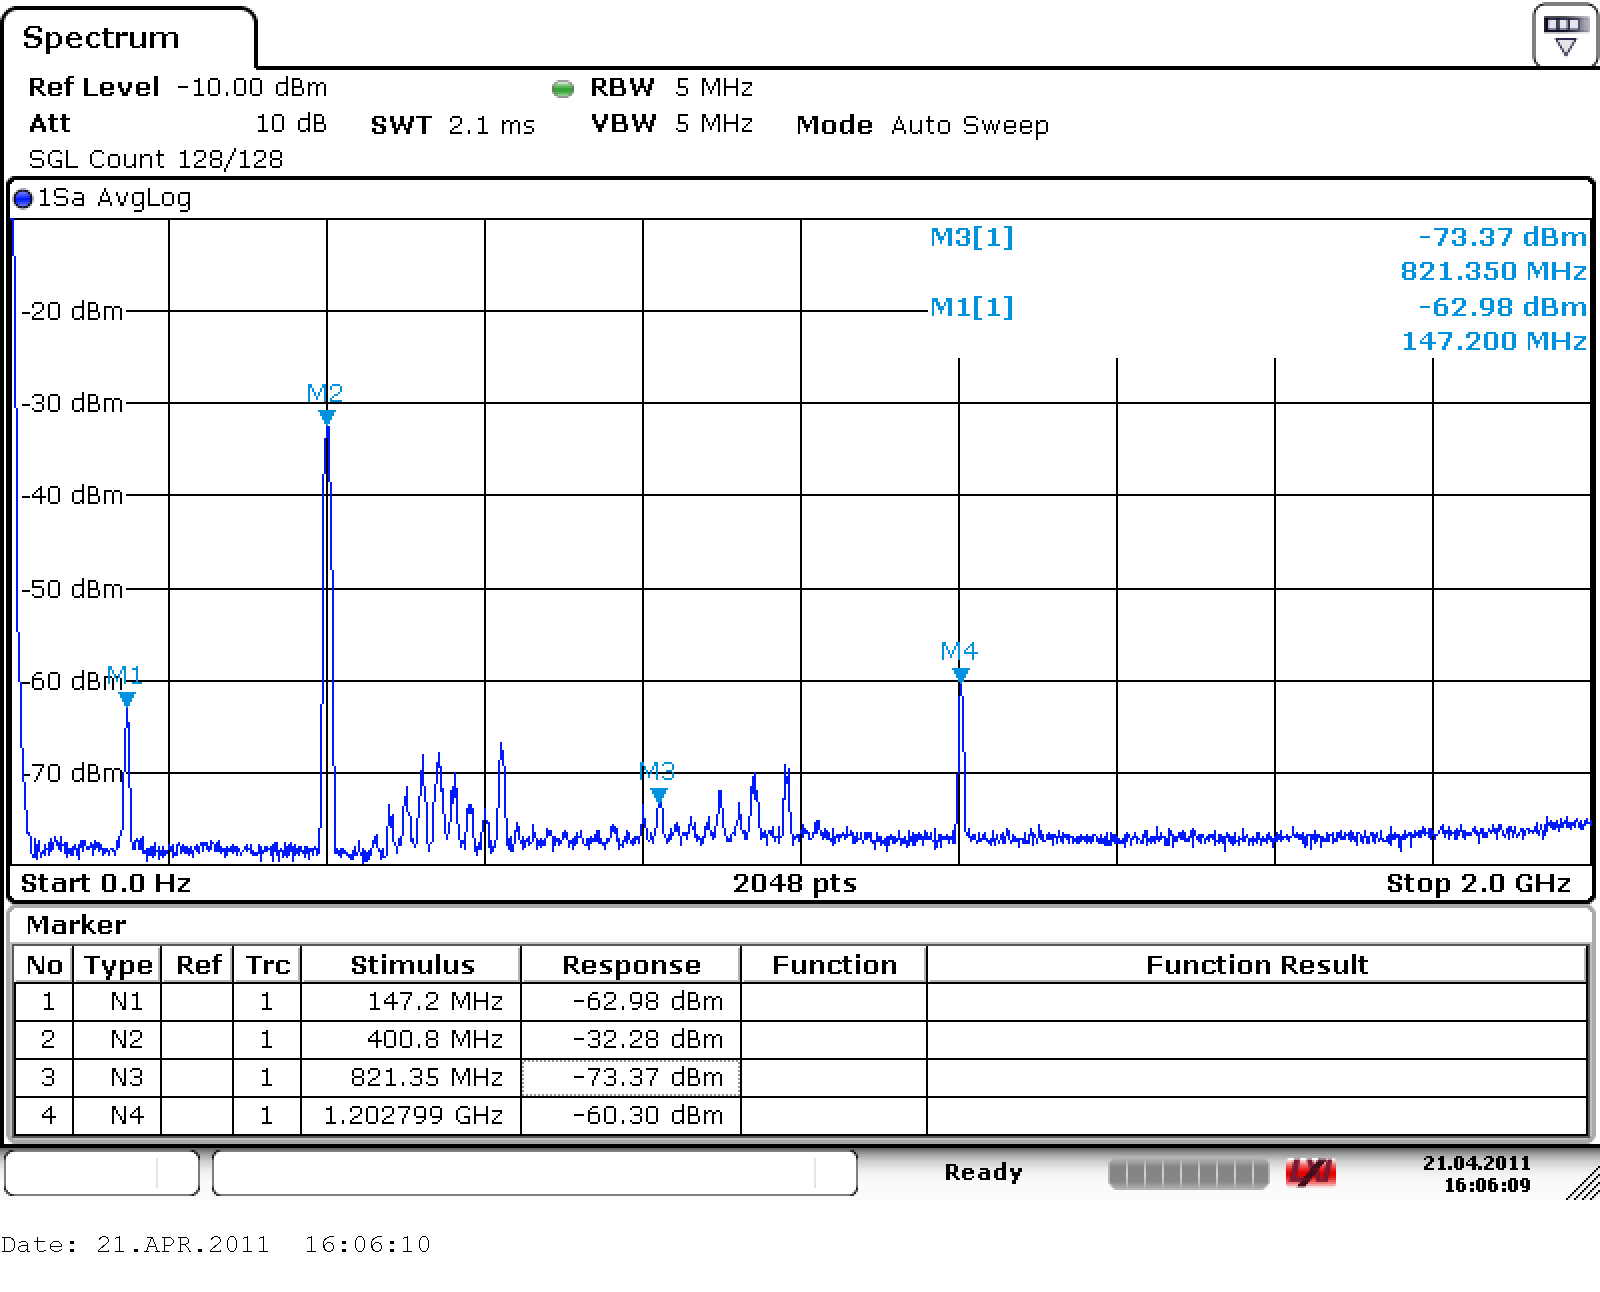 Spectrum
Ref Level -10.00 dBm RBW 5 MHz
Att 10 dB SWT 2.1 ms VBW 5 MHz Mode Auto Sweep
SGL Count 128/128
1Sa AvgLog
M3[1] -73.37 dBm
821.350 MHz
M1[1] -62.98 dBm
147.200 MHz
-20 dBm
M2
-30 dBm
-40 dBm
-50 dBm
M4
M1
-60 dBm
M3
-70 dBm
Start 0.0 Hz 2048 pts Stop 2.0 GHz
Marker
No Type Ref Trc Stimulus Response Function Function Result
1 N1 1 147.2 MHz -62.98 dBm
2 N2 1 400.8 MHz -32.28 dBm
3 N3 1 821.35 MHz -73.37 dBm
4 N4 1 1.202799 GHz -60.30 dBm
Ready LXI 21.04.2011
16:06:09
Date: 21.APR.2011 16:06:10